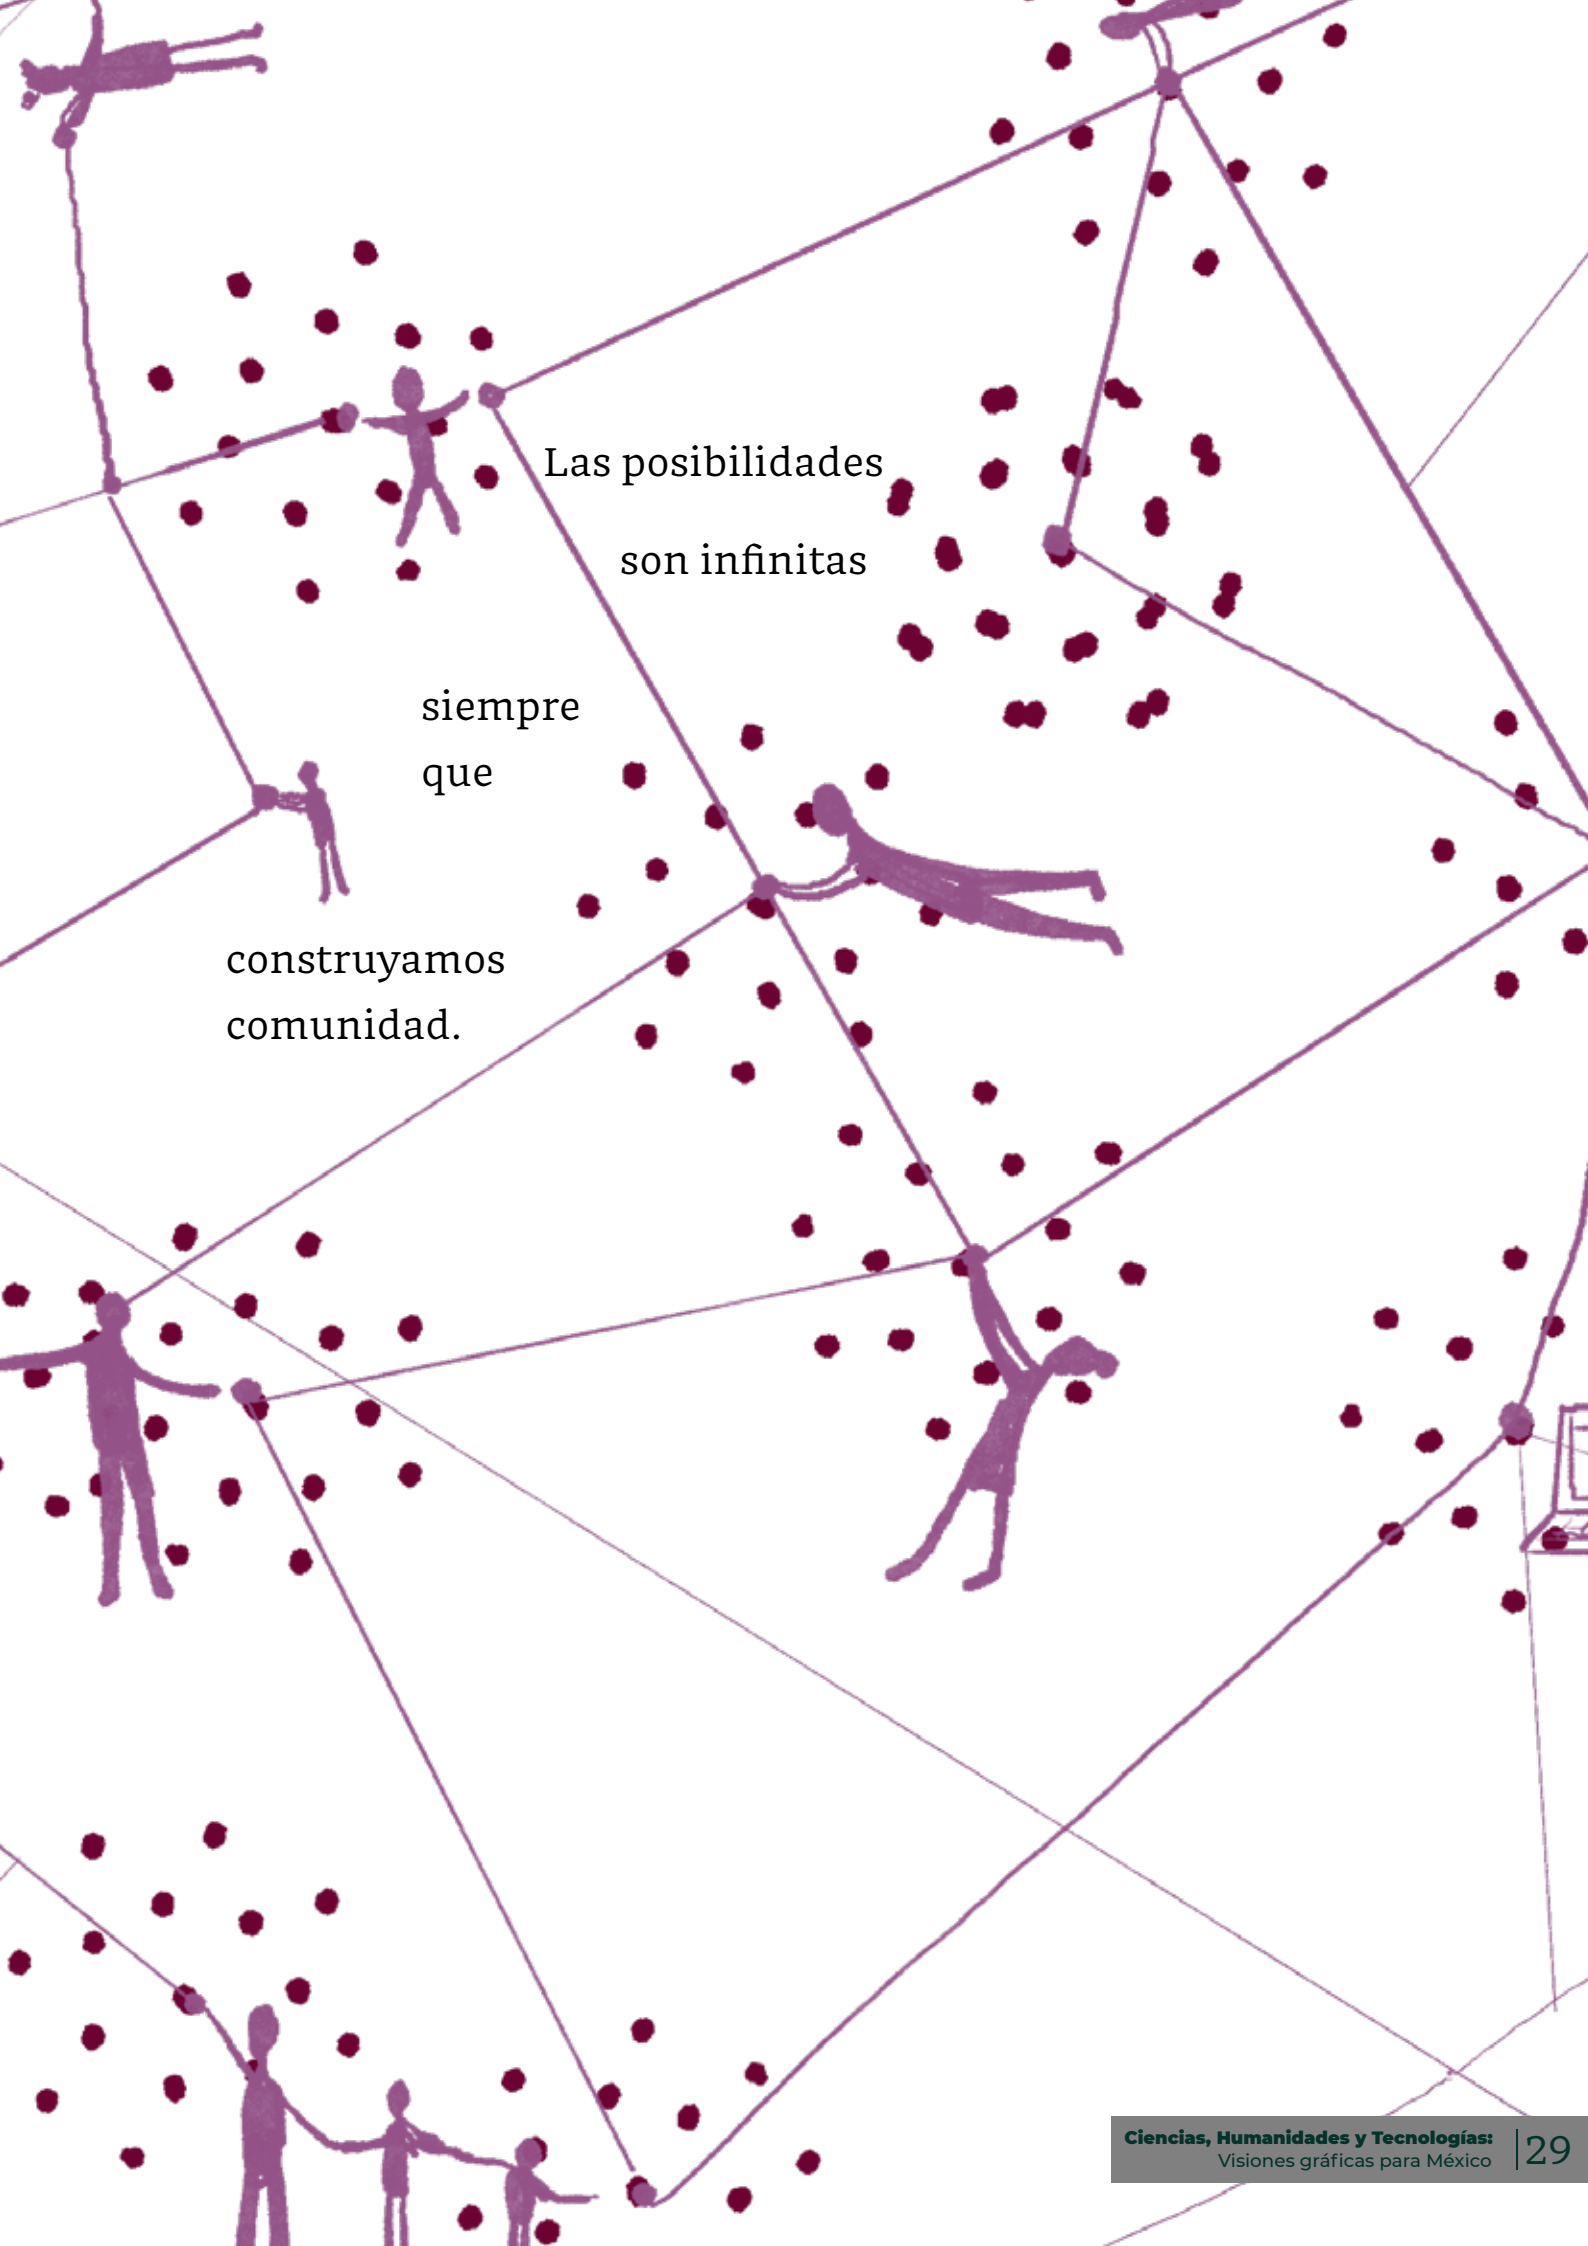 Las posibilidades
son infinitas
siempre
que
construyamos
comunidad.
Ciencias, Humanidades y Tecnologías:
Visiones gráficas para México
29